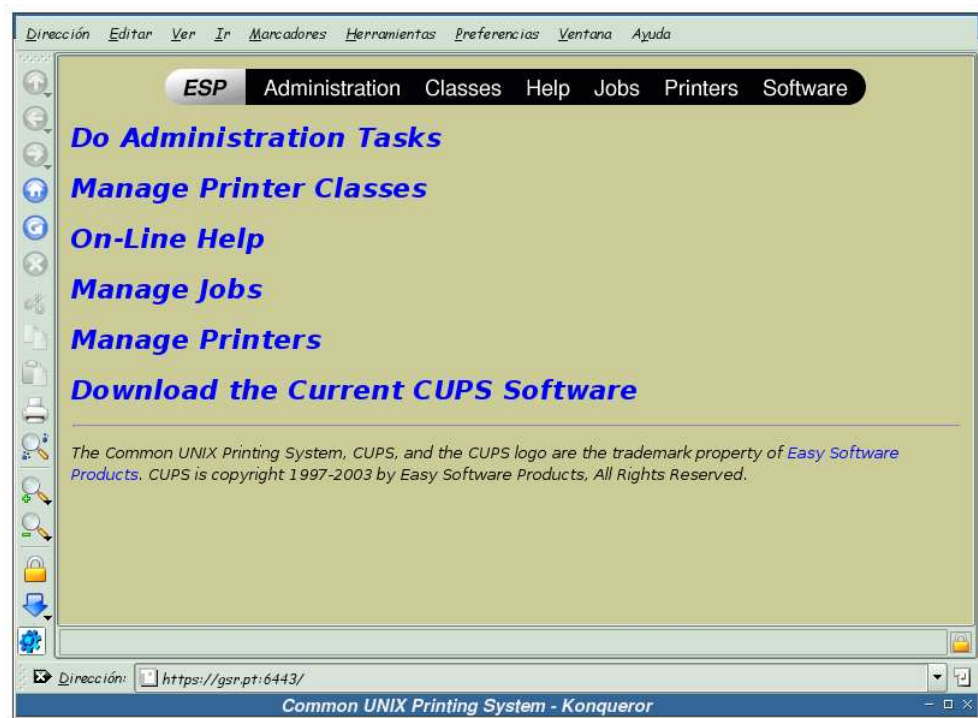 Dirección Editar Ver Ir Marcadores Herramientas Preferencias Ventana Ayuda
ESP Administration Classes Help Jobs Printers Software
Do Administration Tasks
Manage Printer Classes
On-Line Help
Manage Jobs
Manage Printers
Download the Current CUPS Software
The Common UNIX Printing System, CUPS, and the CUPS logo are the trademark property of Easy Software
Products. CUPS is copyright 1997-2003 by Easy Software Products, All Rights Reserved.
Dirección: https://gsr.pt:6443/
Common UNIX Printing System - Konqueror